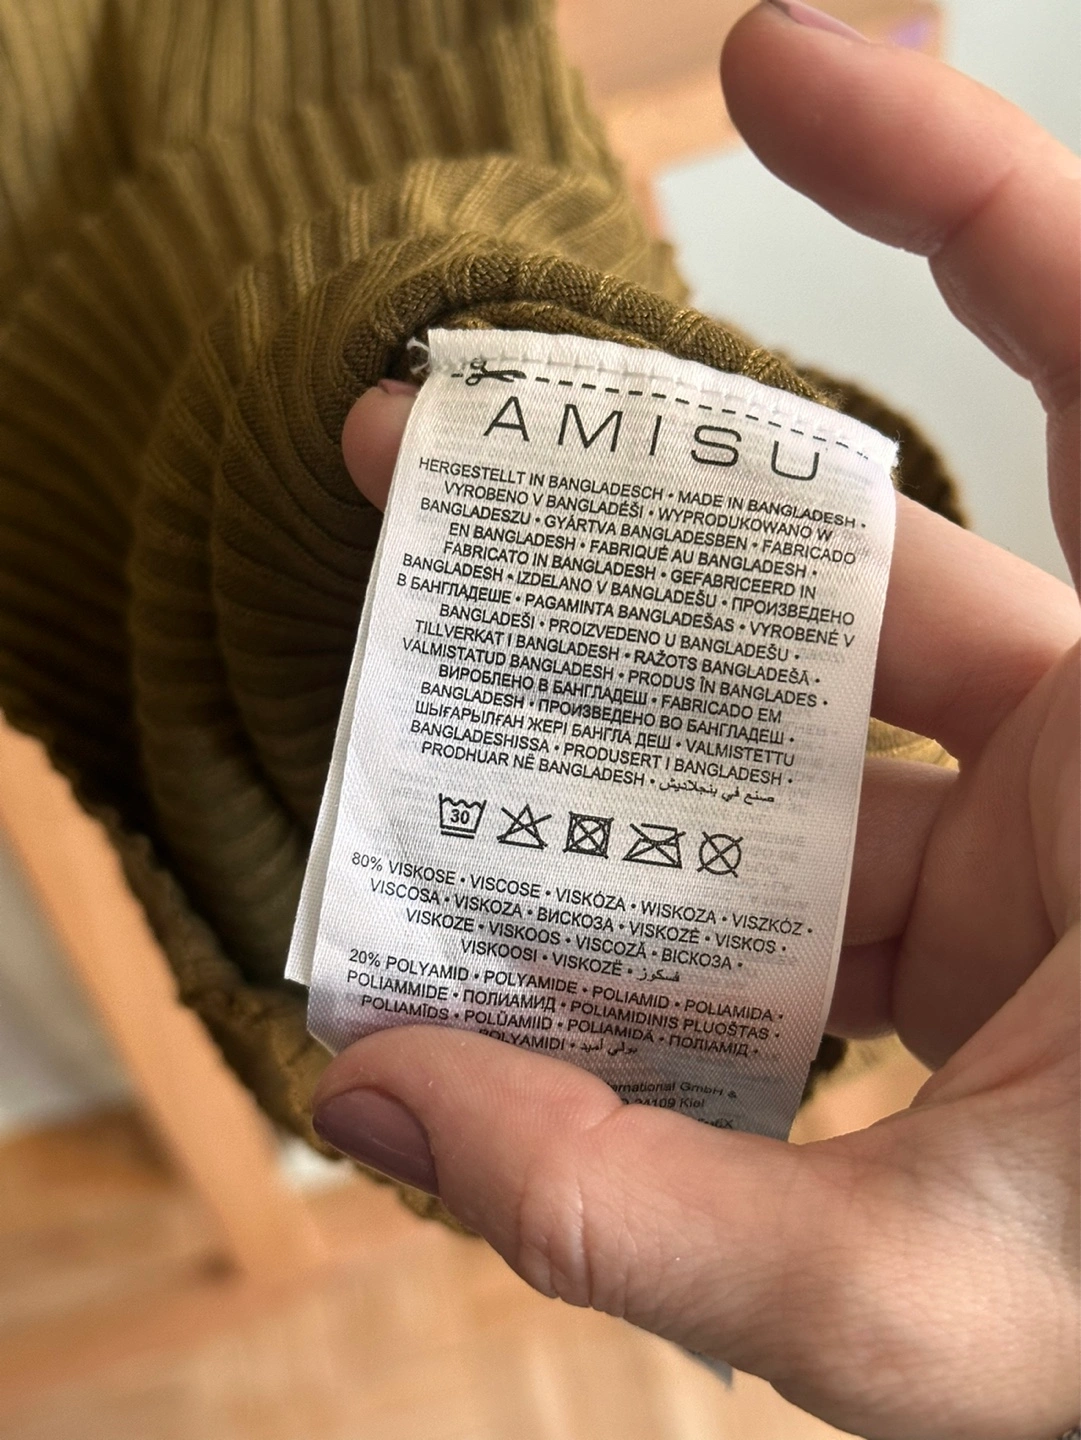 AMISU
HERGESTELLT IN BANGLADESCH • MADE IN BANGLADESH •
VYROBENO V BANGLADÉŠI • WYPRODUKOWANO W
BANGLADESZU • GYÁRTVA BANGLADESBEN • FABRICADO
EN BANGLADESH • FABRIQUÉ AU BANGLADESH •
FABRICATO IN BANGLADESH • GEFABRICEERD IN
BANGLADESH • IZDELANO V BANGLADEŠU • ПРОИЗВЕДЕНО
В БАНГЛАДЕШЕ • PAGAMINTA BANGLADEŠAS • VYROBENÉ V
BANGLADEŠI • PROIZVEDENO U BANGLADEŠU •
TILLVERKAT I BANGLADESH • RAŽOTS BANGLADEŠĀ •
VALMISTATUD BANGLADESH • PRODUS ÎN BANGLADES •
ВИРОБЛЕНО В БАНГЛАДЕШ • FABRICADO EM
BANGLADESH • ПРОИЗВЕДЕНО ВО БАНГЛАДЕШ •
ШЫҒАРЫЛҒАН ЖЕРІ БАНГЛА ДЕШ • VALMISTETTU
BANGLADESHISSA • PRODUSERT I BANGLADESH •
PRODHUAR NË BANGLADESH • صنع في بنجلاديش
30
80% VISKOSE • VISCOSE • VISKÓZA • WISKOZA • VISZKÓZ •
VISCOSA • VISKOZA • ВИСКОЗА • VISKOZĖ • VISKOS •
VISKOZE • VISKOOS • VISCOZĂ • ВІСКОЗА •
VISKOOSI • VISKOZË • فسكوز
20% POLYAMID • POLYAMIDE • POLIAMID • POLIAMIDA •
POLIAMMIDE • ПОЛИАМИД • POLIAMIDINIS PLUOŠTAS •
POLIAMĪDS • POLÜAMIID • POLIAMIDĂ • ПОЛІАМІД •
POLYAMIDI • بولي أميد
GmbH &
24109 Kiel